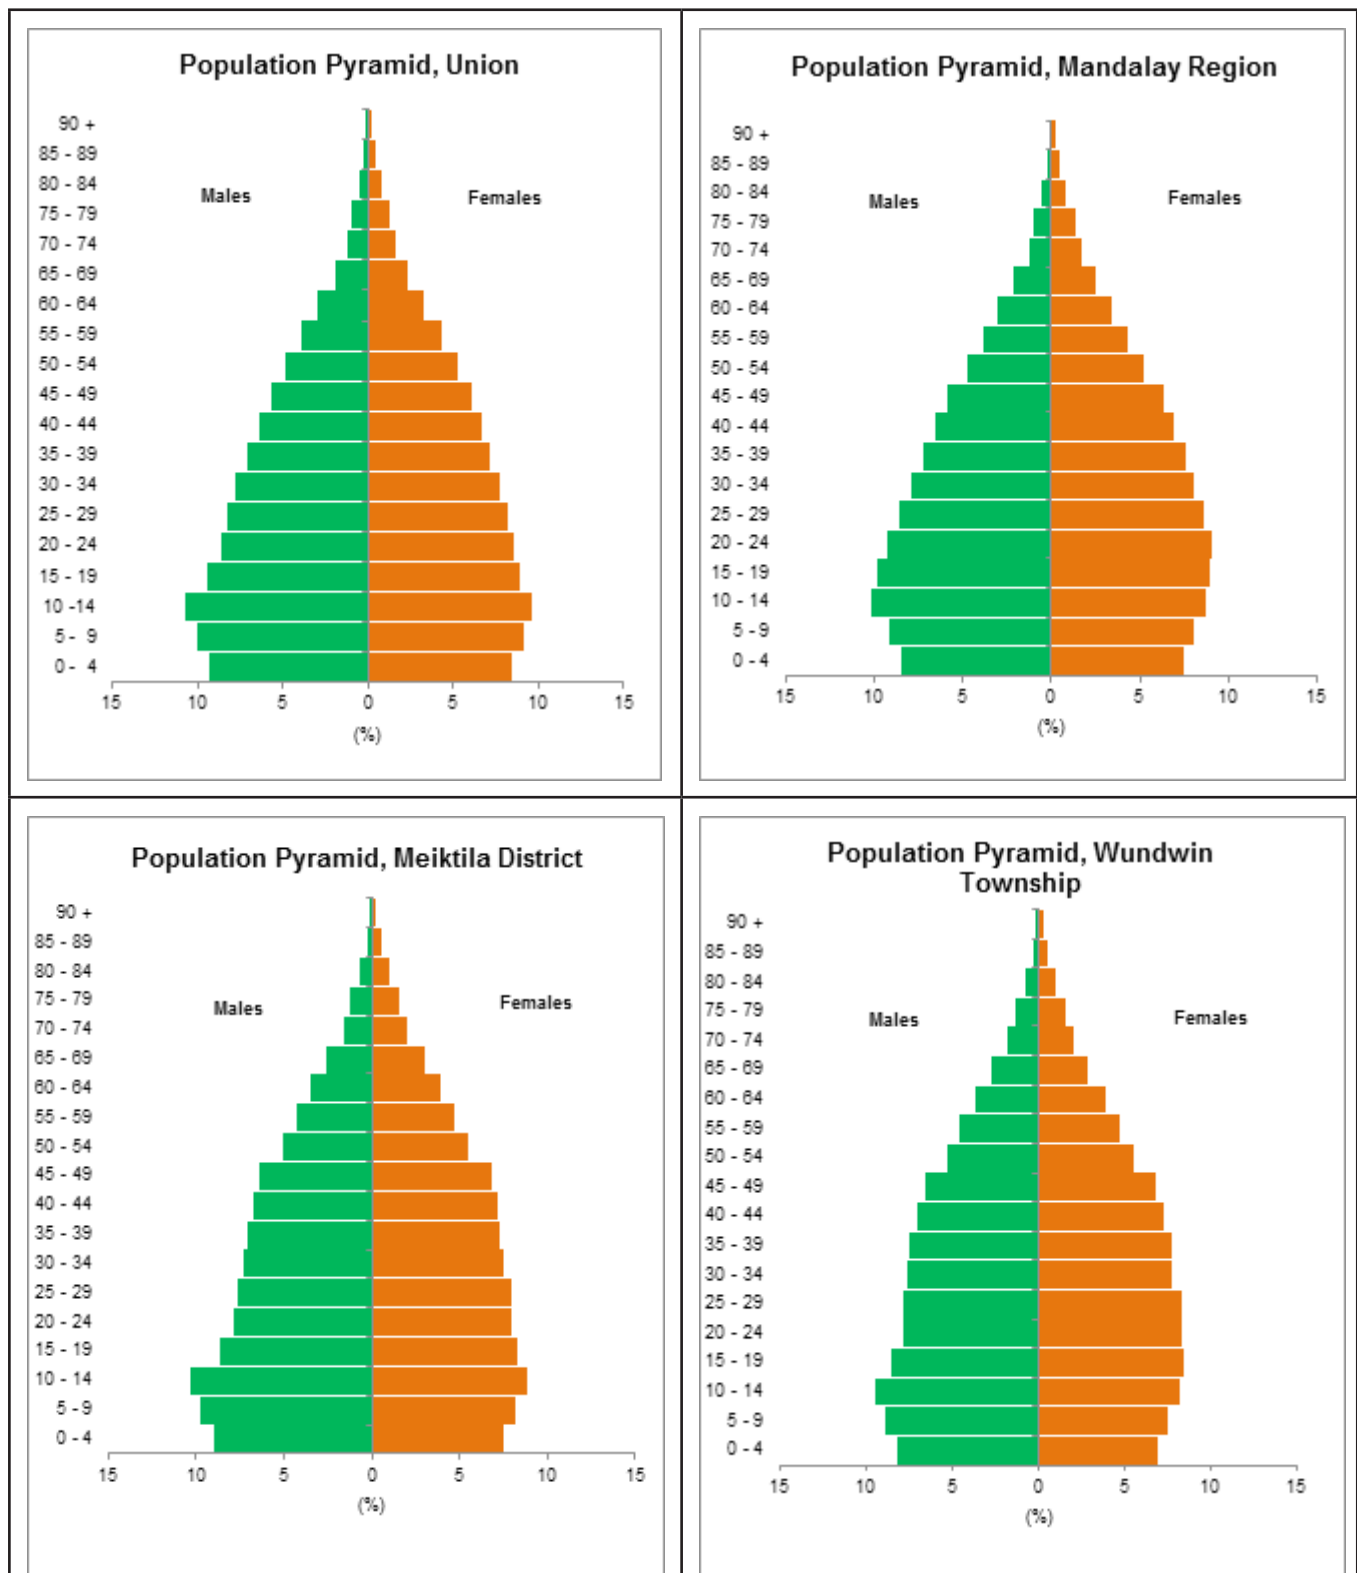 Population Pyramid, Union
90 +
85 - 89
80 - 84
75 - 79
70 - 74
65 - 69
60 - 64
55 - 59
50 - 54
45 - 49
40 - 44
35 - 39
30 - 34
25 - 29
20 - 24
15 - 19
10 -14
5 - 9
0 - 4
Males
Females
15 10 5 0 5 10 15
(%)
Population Pyramid, Mandalay Region
90 +
85 - 89
80 - 84
75 - 79
70 - 74
65 - 69
60 - 64
55 - 59
50 - 54
45 - 49
40 - 44
35 - 39
30 - 34
25 - 29
20 - 24
15 - 19
10 - 14
5 - 9
0 - 4
Males
Females
15 10 5 0 5 10 15
(%)
Population Pyramid, Meiktila District
90 +
85 - 89
80 - 84
75 - 79
70 - 74
65 - 69
60 - 64
55 - 59
50 - 54
45 - 49
40 - 44
35 - 39
30 - 34
25 - 29
20 - 24
15 - 19
10 - 14
5 - 9
0 - 4
Males
Females
15 10 5 0 5 10 15
(%)
Population Pyramid, Wundwin
Township
90 +
85 - 89
80 - 84
75 - 79
70 - 74
65 - 69
60 - 64
55 - 59
50 - 54
45 - 49
40 - 44
35 - 39
30 - 34
25 - 29
20 - 24
15 - 19
10 - 14
5 - 9
0 - 4
Males
Females
15 10 5 0 5 10 15
(%)